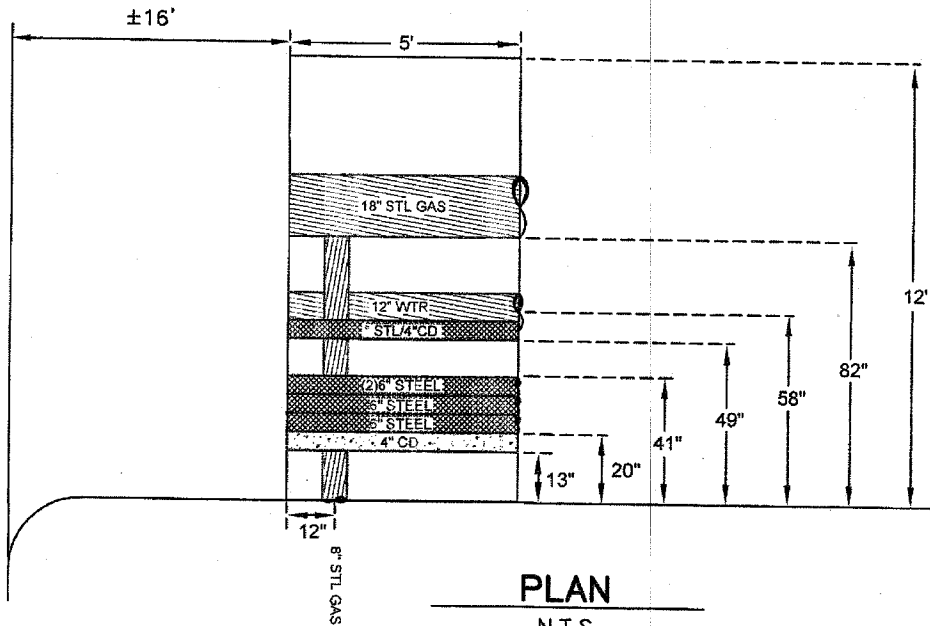 ±16'
5'
18" STL GAS
12" WTR
" STL/4"CD
(2)6" STEEL
6" STEEL
6" STEEL
4" CD
13"
20"
41"
49"
58"
82"
12'
12"
8" STL GAS
PLAN
N.T.S.